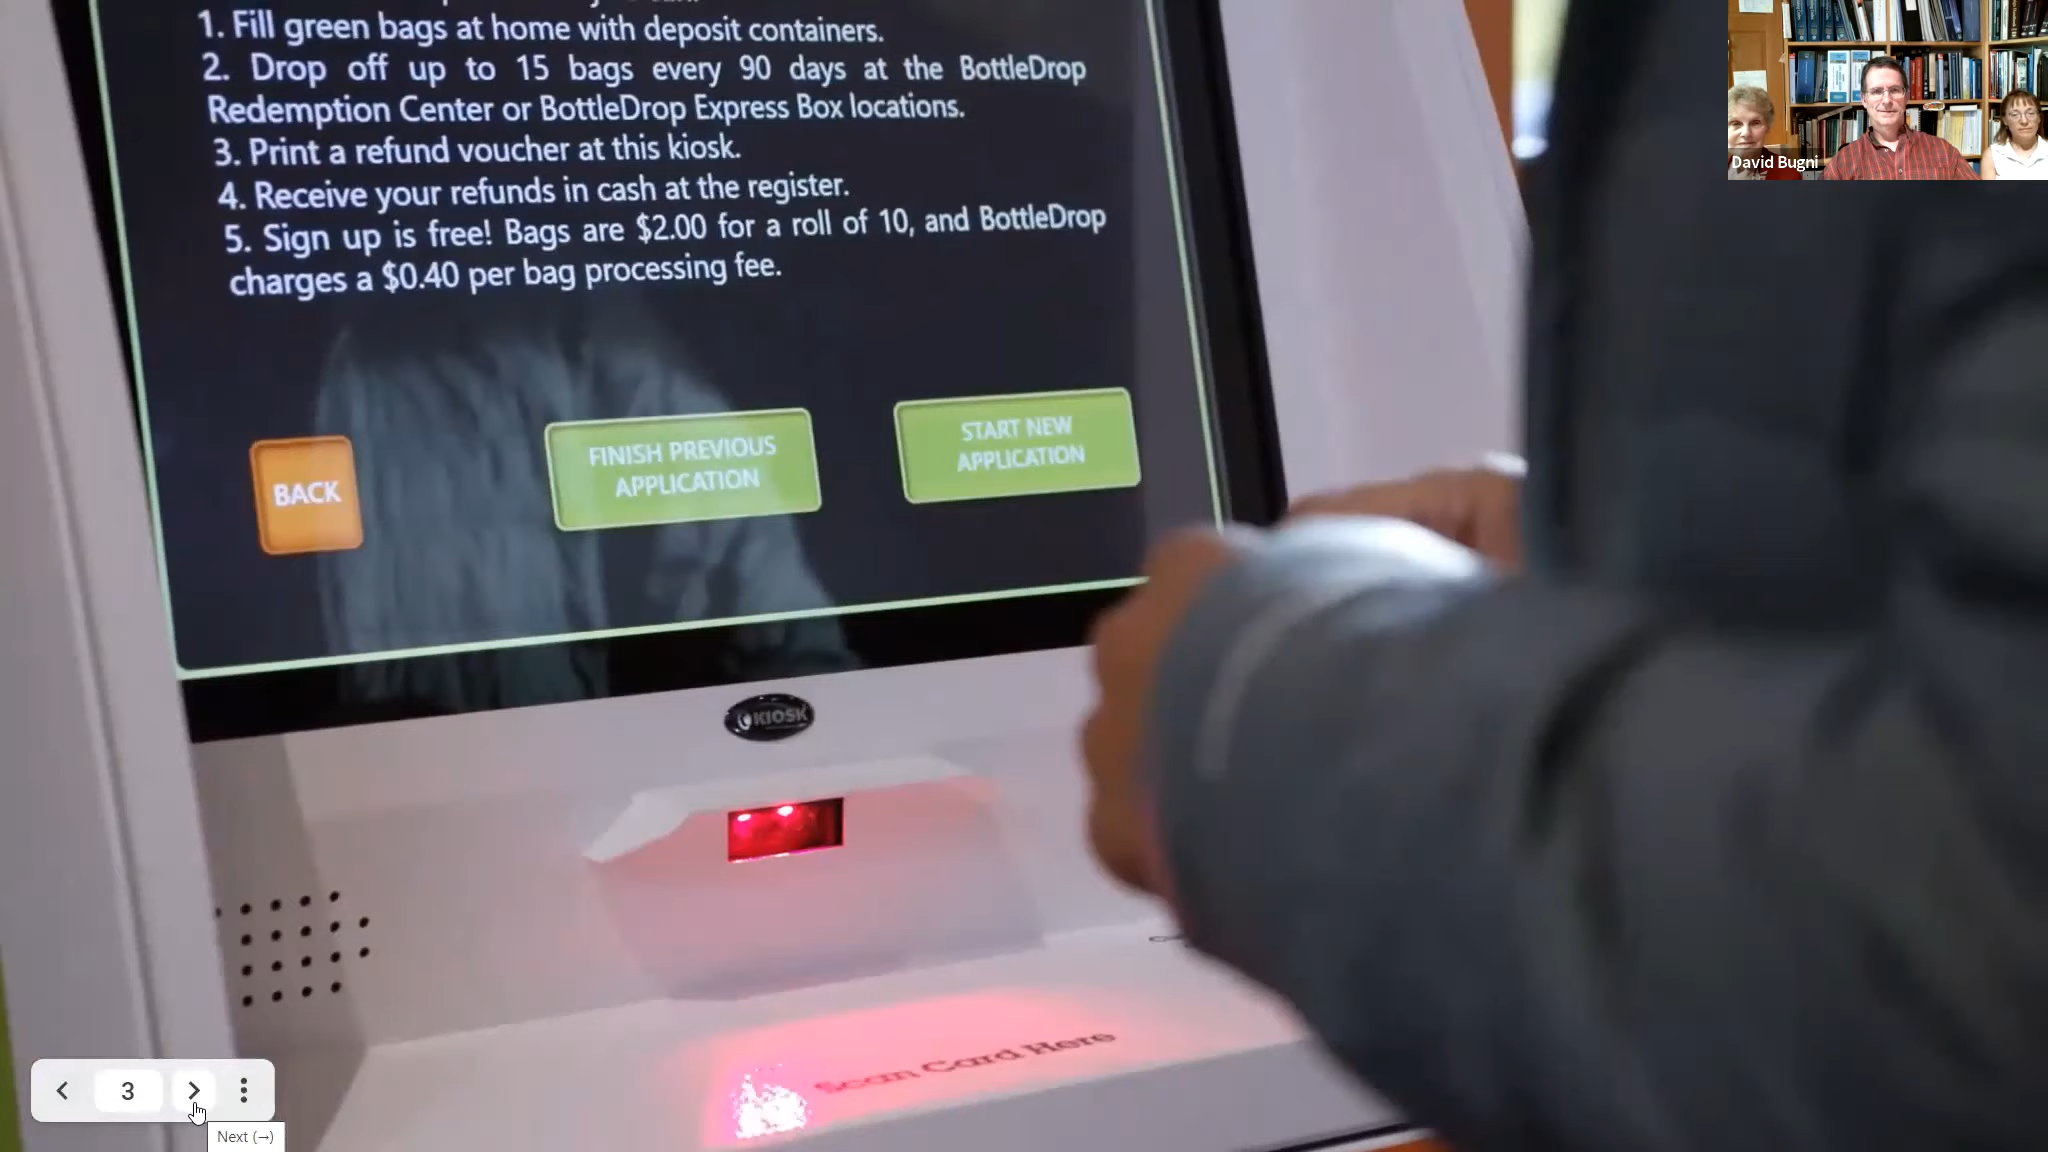 1. Fill green bags at home with deposit containers.
2. Drop off up to 15 bags every 90 days at the BottleDrop
Redemption Center or BottleDrop Express Box locations.
3. Print a refund voucher at this kiosk.
4. Receive your refunds in cash at the register.
5. Sign up is free! Bags are $2.00 for a roll of 10, and BottleDrop
charges a $0.40 per bag processing fee.
BACK
FINISH PREVIOUS
APPLICATION
START NEW
APPLICATION
KIOSK
Scan Card Here
David Bugni
3
Next (→)